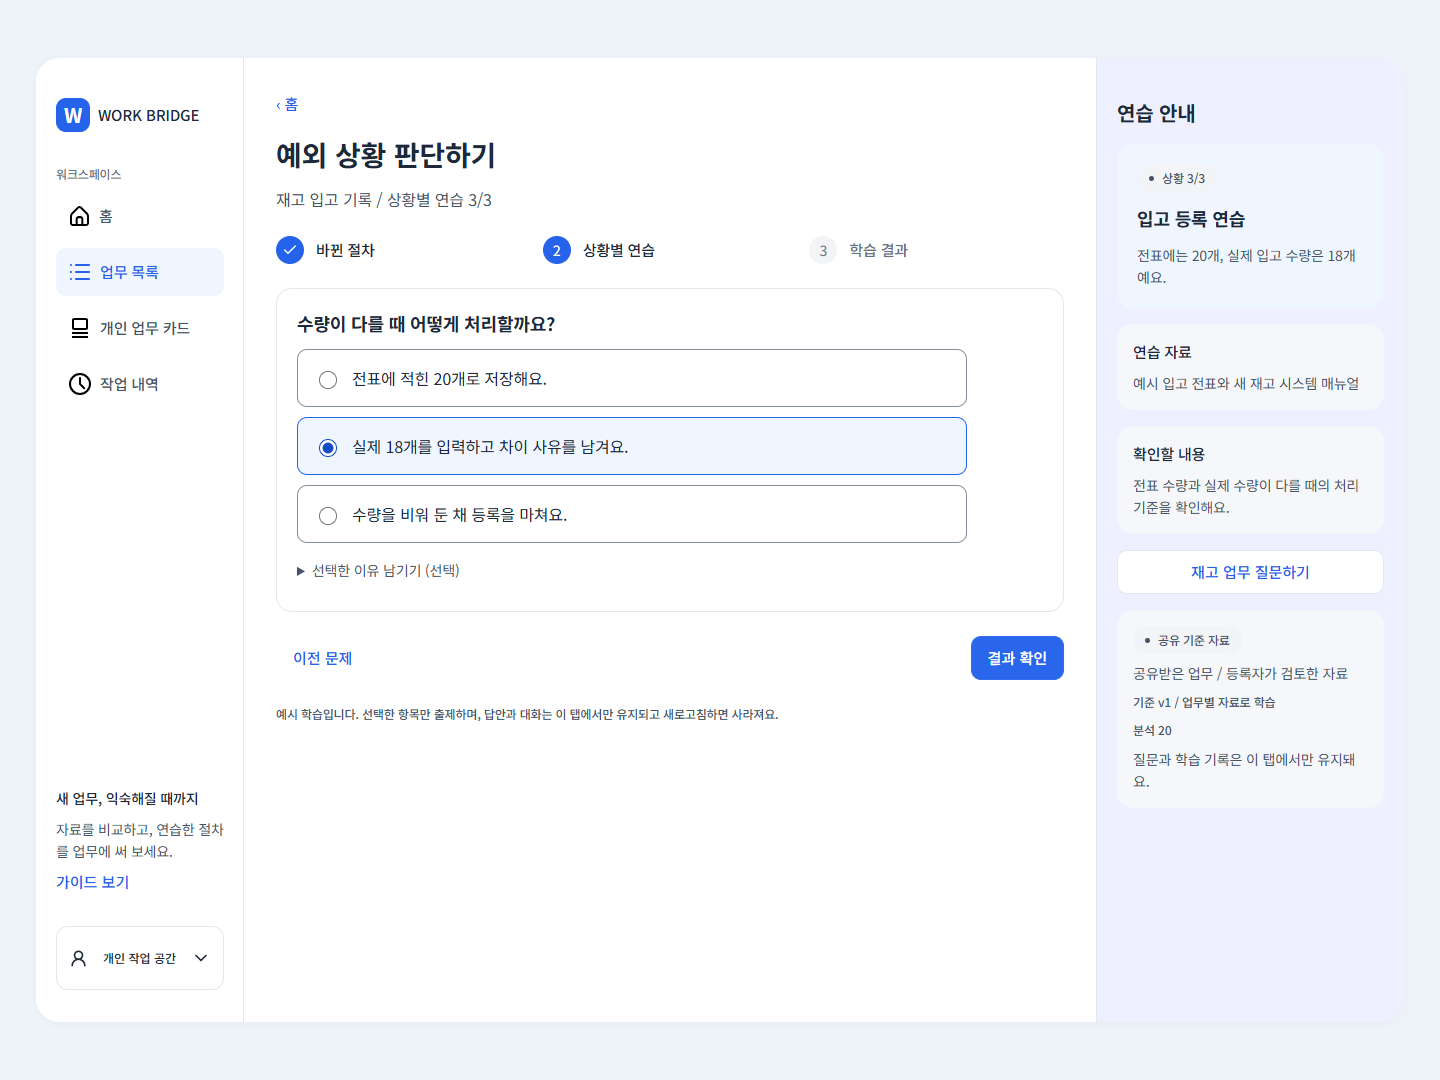 W WORK BRIDGE
워크스페이스
홈
업무 목록
개인 업무 카드
작업 내역
새 업무, 익숙해질 때까지
자료를 비교하고, 연습한 절차
를 업무에 써 보세요.
가이드 보기
개인 작업 공간
‹ 홈
예외 상황 판단하기
재고 입고 기록 / 상황별 연습 3/3
바뀐 절차
2 상황별 연습
3 학습 결과
수량이 다를 때 어떻게 처리할까요?
전표에 적힌 20개로 저장해요.
실제 18개를 입력하고 차이 사유를 남겨요.
수량을 비워 둔 채 등록을 마쳐요.
▶ 선택한 이유 남기기 (선택)
이전 문제
결과 확인
예시 학습입니다. 선택한 항목만 출제하며, 답안과 대화는 이 탭에서만 유지되고 새로고침하면 사라져요.
연습 안내
• 상황 3/3
입고 등록 연습
전표에는 20개, 실제 입고 수량은 18개
예요.
연습 자료
예시 입고 전표와 새 재고 시스템 매뉴얼
확인할 내용
전표 수량과 실제 수량이 다를 때의 처리
기준을 확인해요.
재고 업무 질문하기
• 공유 기준 자료
공유받은 업무 / 등록자가 검토한 자료
기준 v1 / 업무별 자료로 학습
분석 20
질문과 학습 기록은 이 탭에서만 유지돼
요.